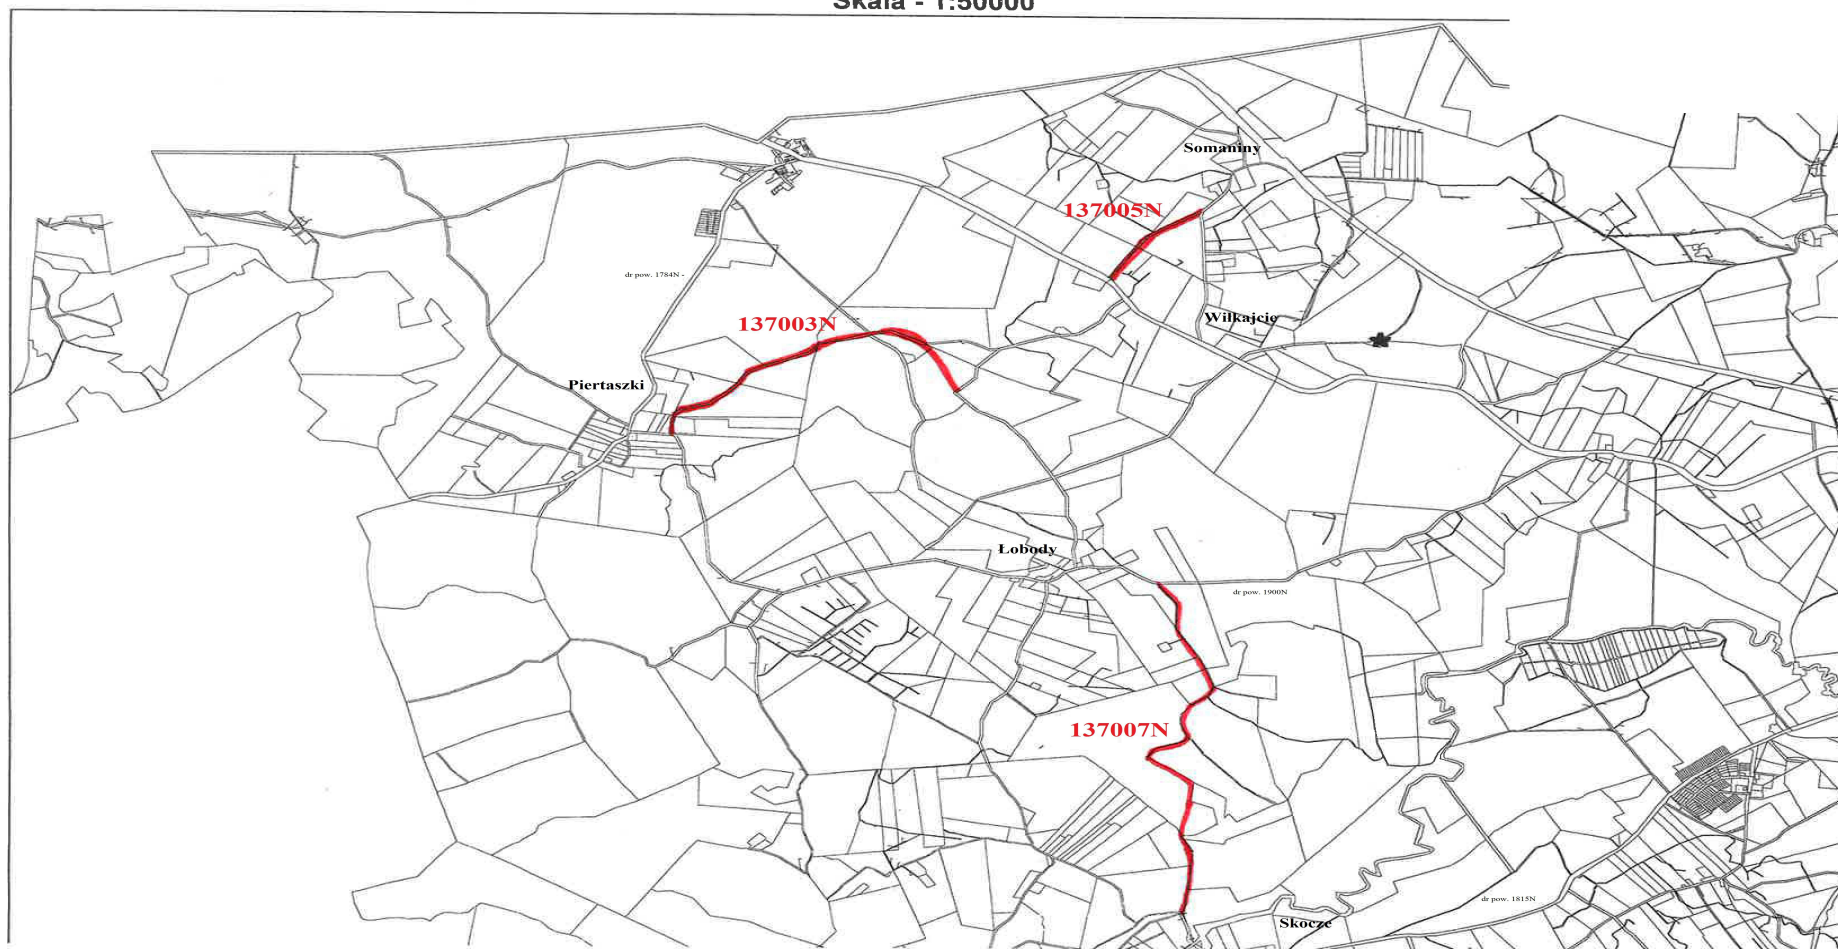 Skala - 1:50000
Somaniny
137005N
dr pow. 1784N -
Wiłkajcie
137003N
Piertaszki
Łobody
dr pow. 1900N
137007N
dr pow. 1815N
Skocze